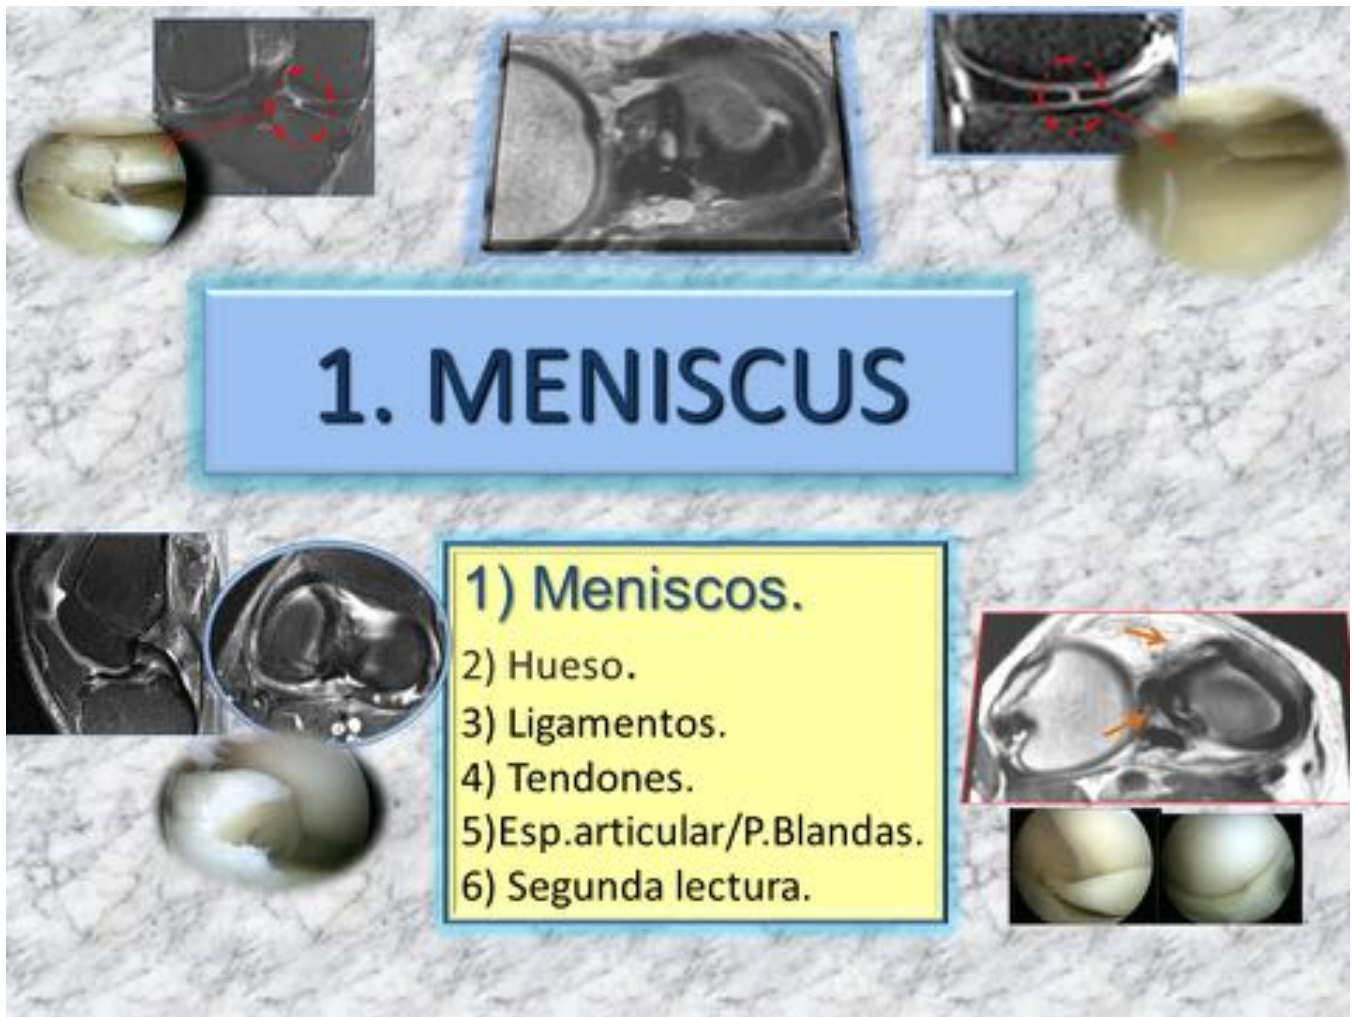 1. MENISCUS
1) Meniscos.
2) Hueso.
3) Ligamentos.
4) Tendones.
5)Esp.articular/P.Blandas.
6) Segunda lectura.